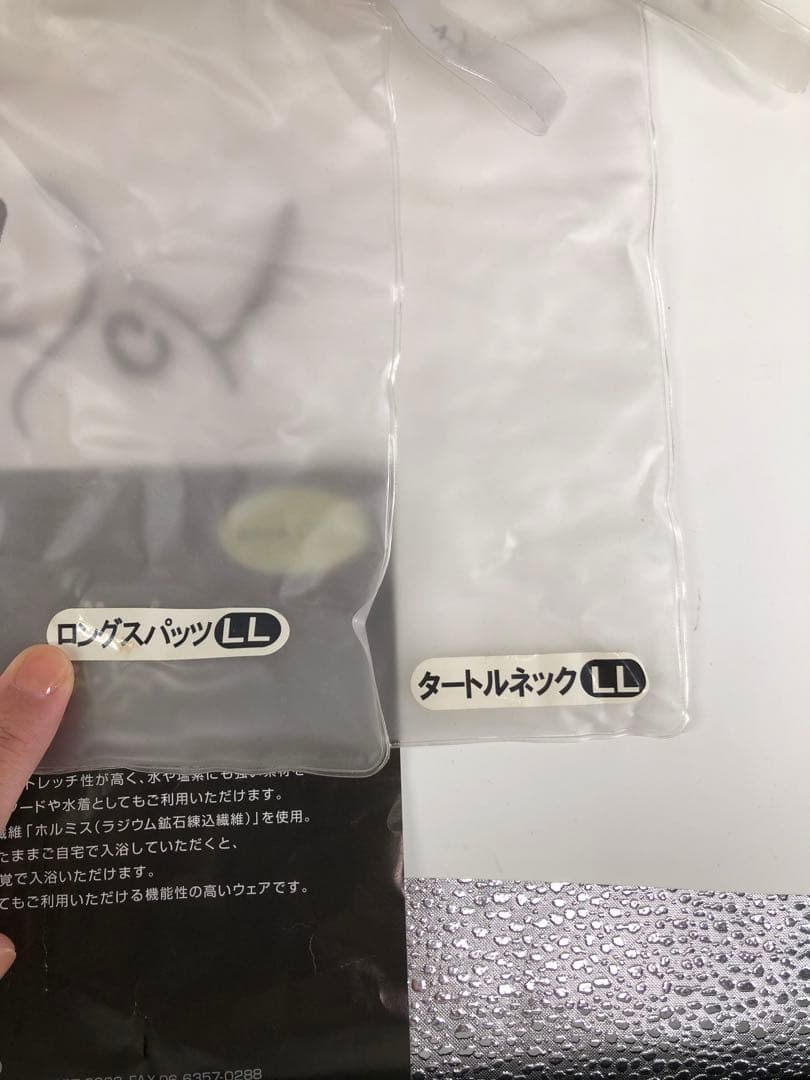 ロングスパッツ LL
タートルネック LL
トレッチ性が高く、水や塩素にも強い素材を
ードや水着としてもご利用いただけます。
繊維「ホルミス(ラジウム鉱石練込繊維)」を使用。
たままご自宅で入浴していただくと、
覚で入浴いただけます。
てもご利用いただける機能性の高いウェアです。
FAX 06-6357-0288